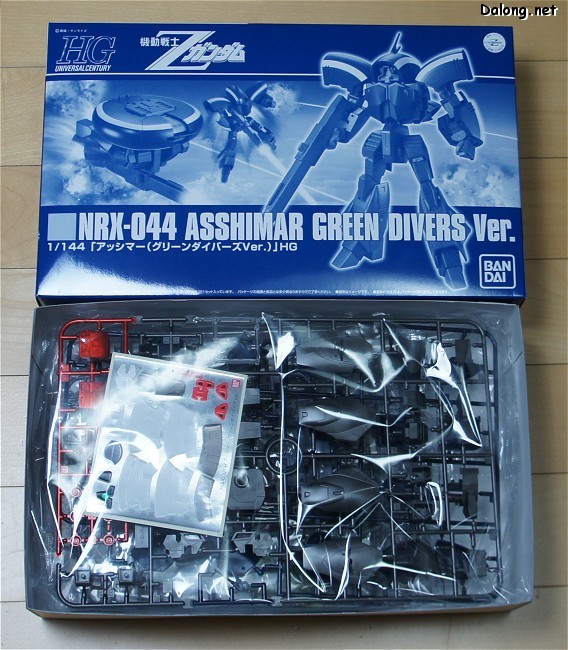 Dalong.net
HG
UNIVERSAL CENTURY
機動戦士
Zガンダム
NRX-044 ASSHIMAR GREEN DIVERS Ver.
1/144「アッシマー(グリーンダイバーズVer.)」HG
BAN
DAI